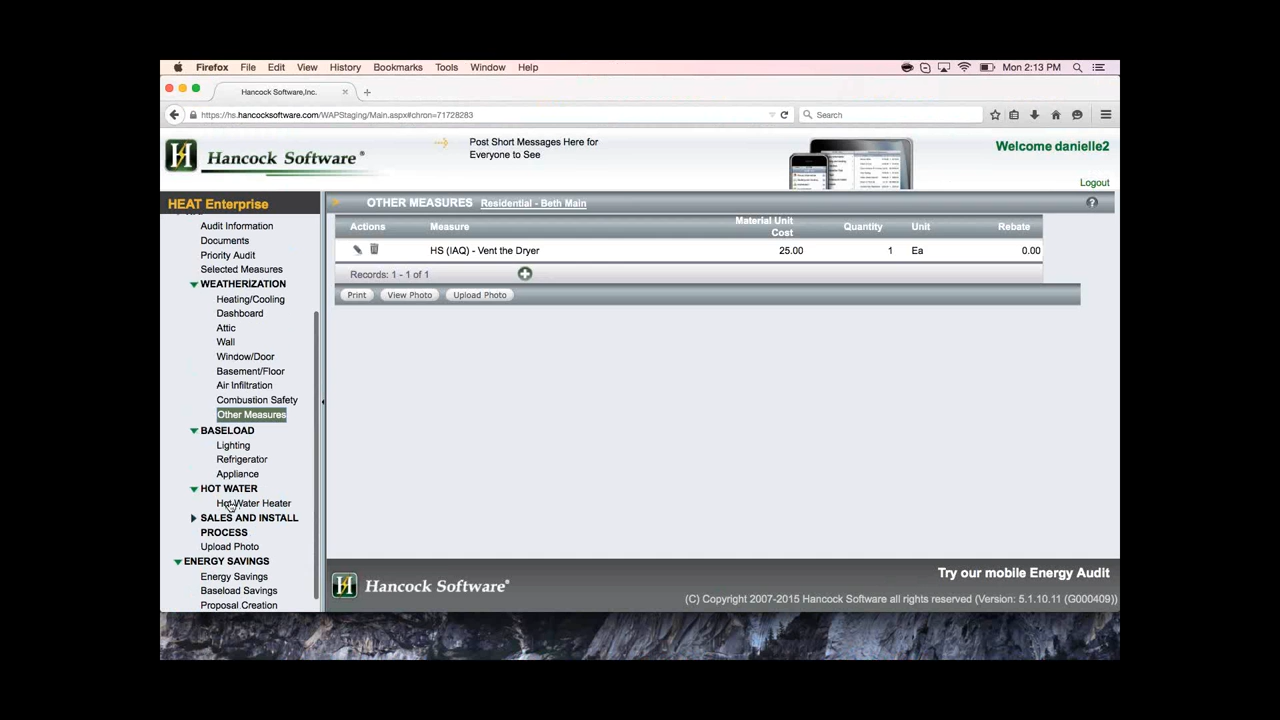 Firefox File Edit View History Bookmarks Tools Window Help Mon 2:13 PM
Hancock Software,Inc.
https://hs.hancocksoftware.com/WAPStaging/Main.aspx#chron=71728283
Search
Hancock Software®
Post Short Messages Here for
Everyone to See
Welcome danielle2
Logout
HEAT Enterprise
Audit Information
Documents
Priority Audit
Selected Measures
WEATHERIZATION
Heating/Cooling
Dashboard
Attic
Wall
Window/Door
Basement/Floor
Air Infiltration
Combustion Safety
Other Measures
BASELOAD
Lighting
Refrigerator
Appliance
HOT WATER
Hot Water Heater
SALES AND INSTALL
PROCESS
Upload Photo
ENERGY SAVINGS
Energy Savings
Baseload Savings
Proposal Creation
OTHER MEASURES Residential - Beth Main
Actions Measure Material Unit Cost Quantity Unit Rebate
HS (IAQ) - Vent the Dryer 25.00 1 Ea 0.00
Records: 1 - 1 of 1
Print View Photo Upload Photo
Hancock Software®
Try our mobile Energy Audit
(C) Copyright 2007-2015 Hancock Software all rights reserved (Version: 5.1.10.11 (G000409))